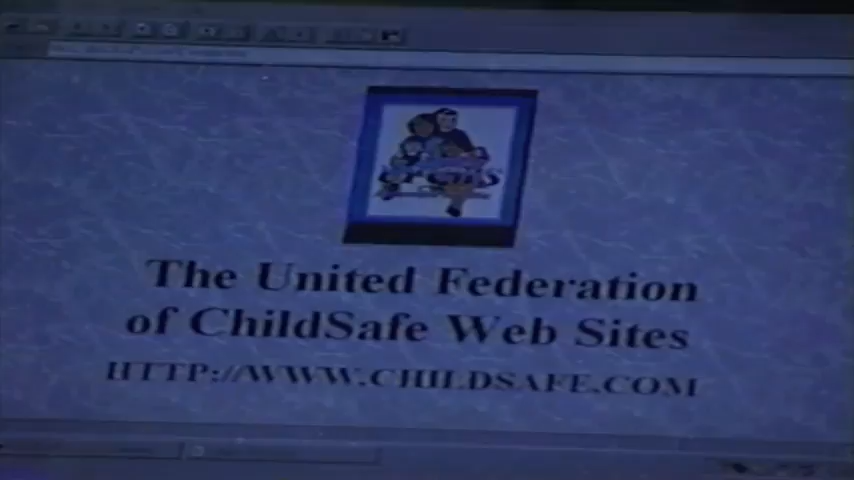 The United Federation
of ChildSafe Web Sites
HTTP://WWW.CHILDSAFE.COM